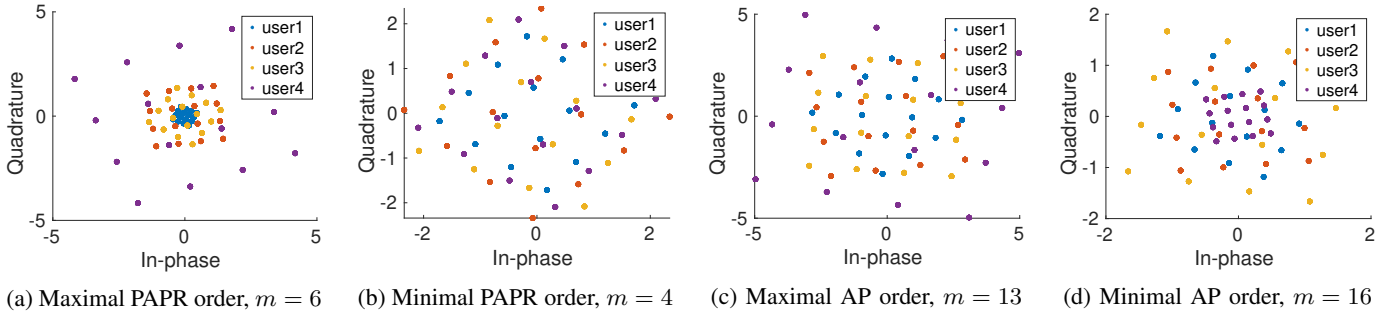 5
0
-5
-5
0
5
Quadrature
In-phase
user1
user2
user3
user4
(a) Maximal PAPR order, m = 6
2
1
0
-1
-2
-2
0
2
Quadrature
In-phase
user1
user2
user3
user4
(b) Minimal PAPR order, m = 4
5
0
-5
-5
0
5
Quadrature
In-phase
user1
user2
user3
user4
(c) Maximal AP order, m = 13
2
1
0
-1
-2
-2
0
2
Quadrature
In-phase
user1
user2
user3
user4
(d) Minimal AP order, m = 16